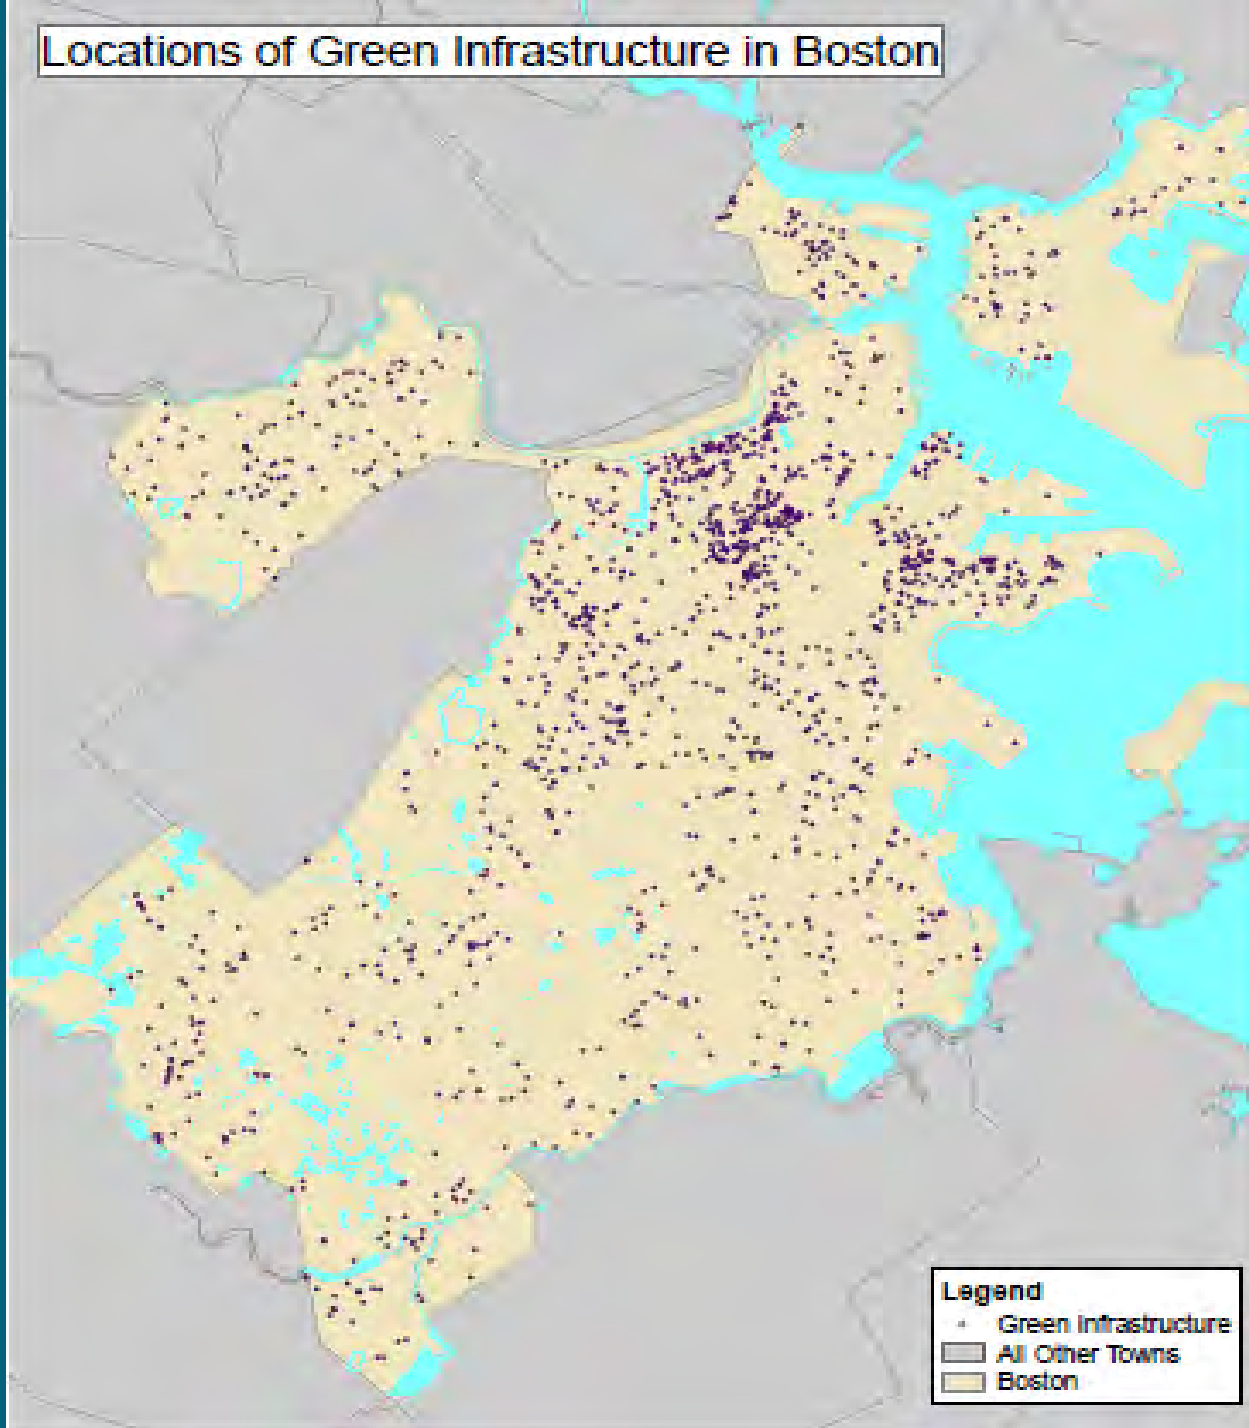 Locations of Green Infrastructure in Boston
Legend
Green Infrastructure
All Other Towns
Boston